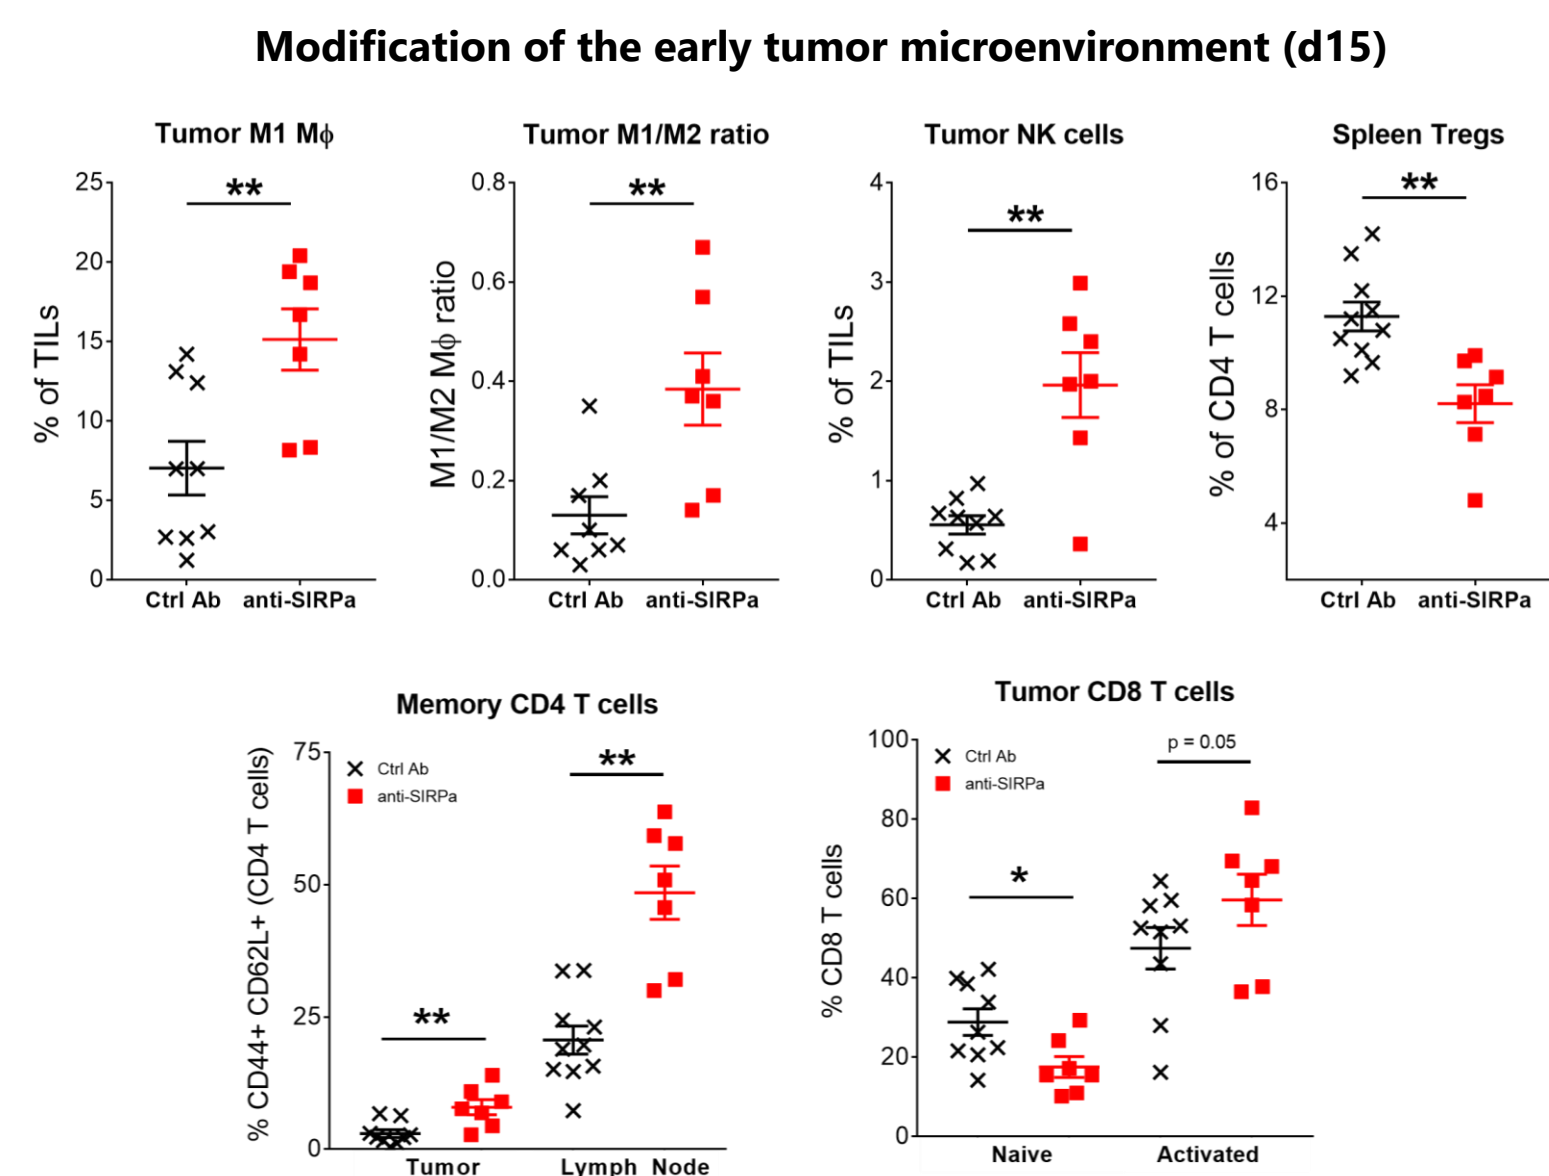 Modification of the early tumor microenvironment (d15)
Tumor M1 Mϕ
% of TILs
25
20
15
10
5
0
**
Ctrl Ab anti-SIRPa
Tumor M1/M2 ratio
M1/M2 Mϕ ratio
0.8
0.6
0.4
0.2
0.0
**
Ctrl Ab anti-SIRPa
Tumor NK cells
% of TILs
4
3
2
1
0
**
Ctrl Ab anti-SIRPa
Spleen Tregs
% of CD4 T cells
16
12
8
4
**
Ctrl Ab anti-SIRPa
Memory CD4 T cells
% CD44+ CD62L+ (CD4 T cells)
75
50
25
0
Ctrl Ab
anti-SIRPa
**
**
Tumor Lymph Node
Tumor CD8 T cells
% CD8 T cells
100
80
60
40
20
0
Ctrl Ab
anti-SIRPa
*
p = 0.05
Naive Activated